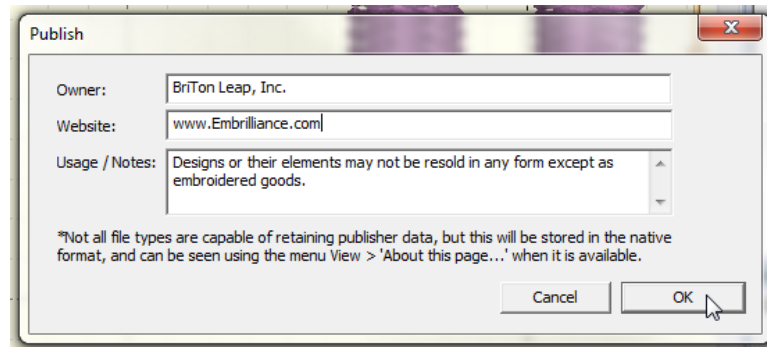 Publish
Owner:
BriTon Leap, Inc.
Website:
www.Embrilliance.com
Usage / Notes:
Designs or their elements may not be resold in any form except as
embroidered goods.
*Not all file types are capable of retaining publisher data, but this will be stored in the native
format, and can be seen using the menu View > 'About this page...' when it is available.
Cancel
OK